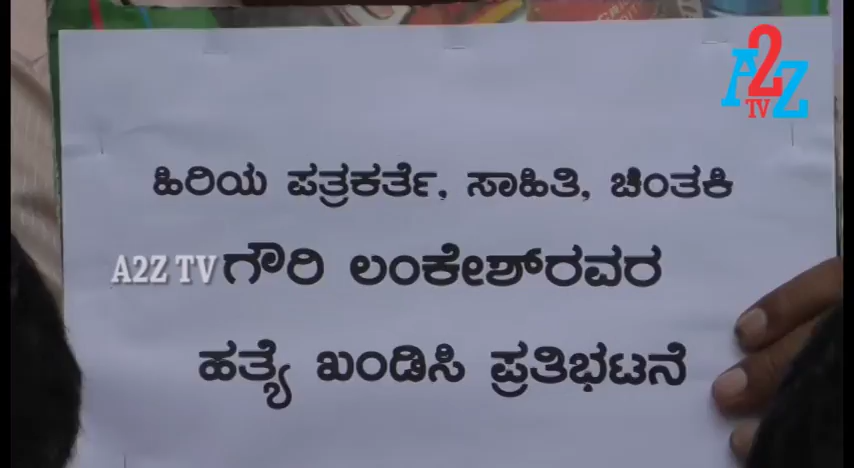 A2Z TV
ಹಿರಿಯ ಪತ್ರಕರ್ತೆ, ಸಾಹಿತಿ, ಚಿಂತಕಿ
A2Z TV ಗೌರಿ ಲಂಕೇಶ್‌ರವರ
ಹತ್ಯೆ ಖಂಡಿಸಿ ಪ್ರತಿಭಟನೆ